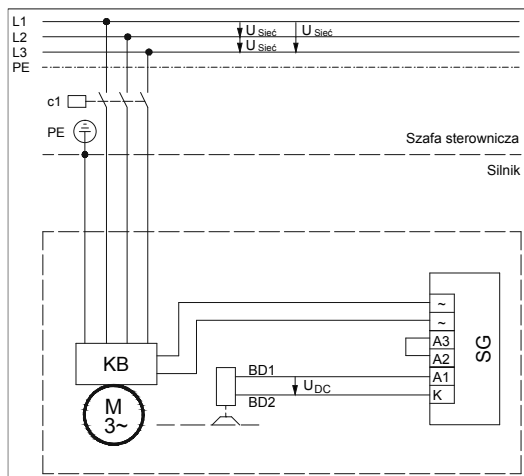 L1
L2
L3
PE
U Sieć
U Sieć
U Sieć
c1
PE
Szafa sterownicza
Silnik
KB
M
3~
BD1
BD2
U DC
~
~
A3
A2
A1
K
SG